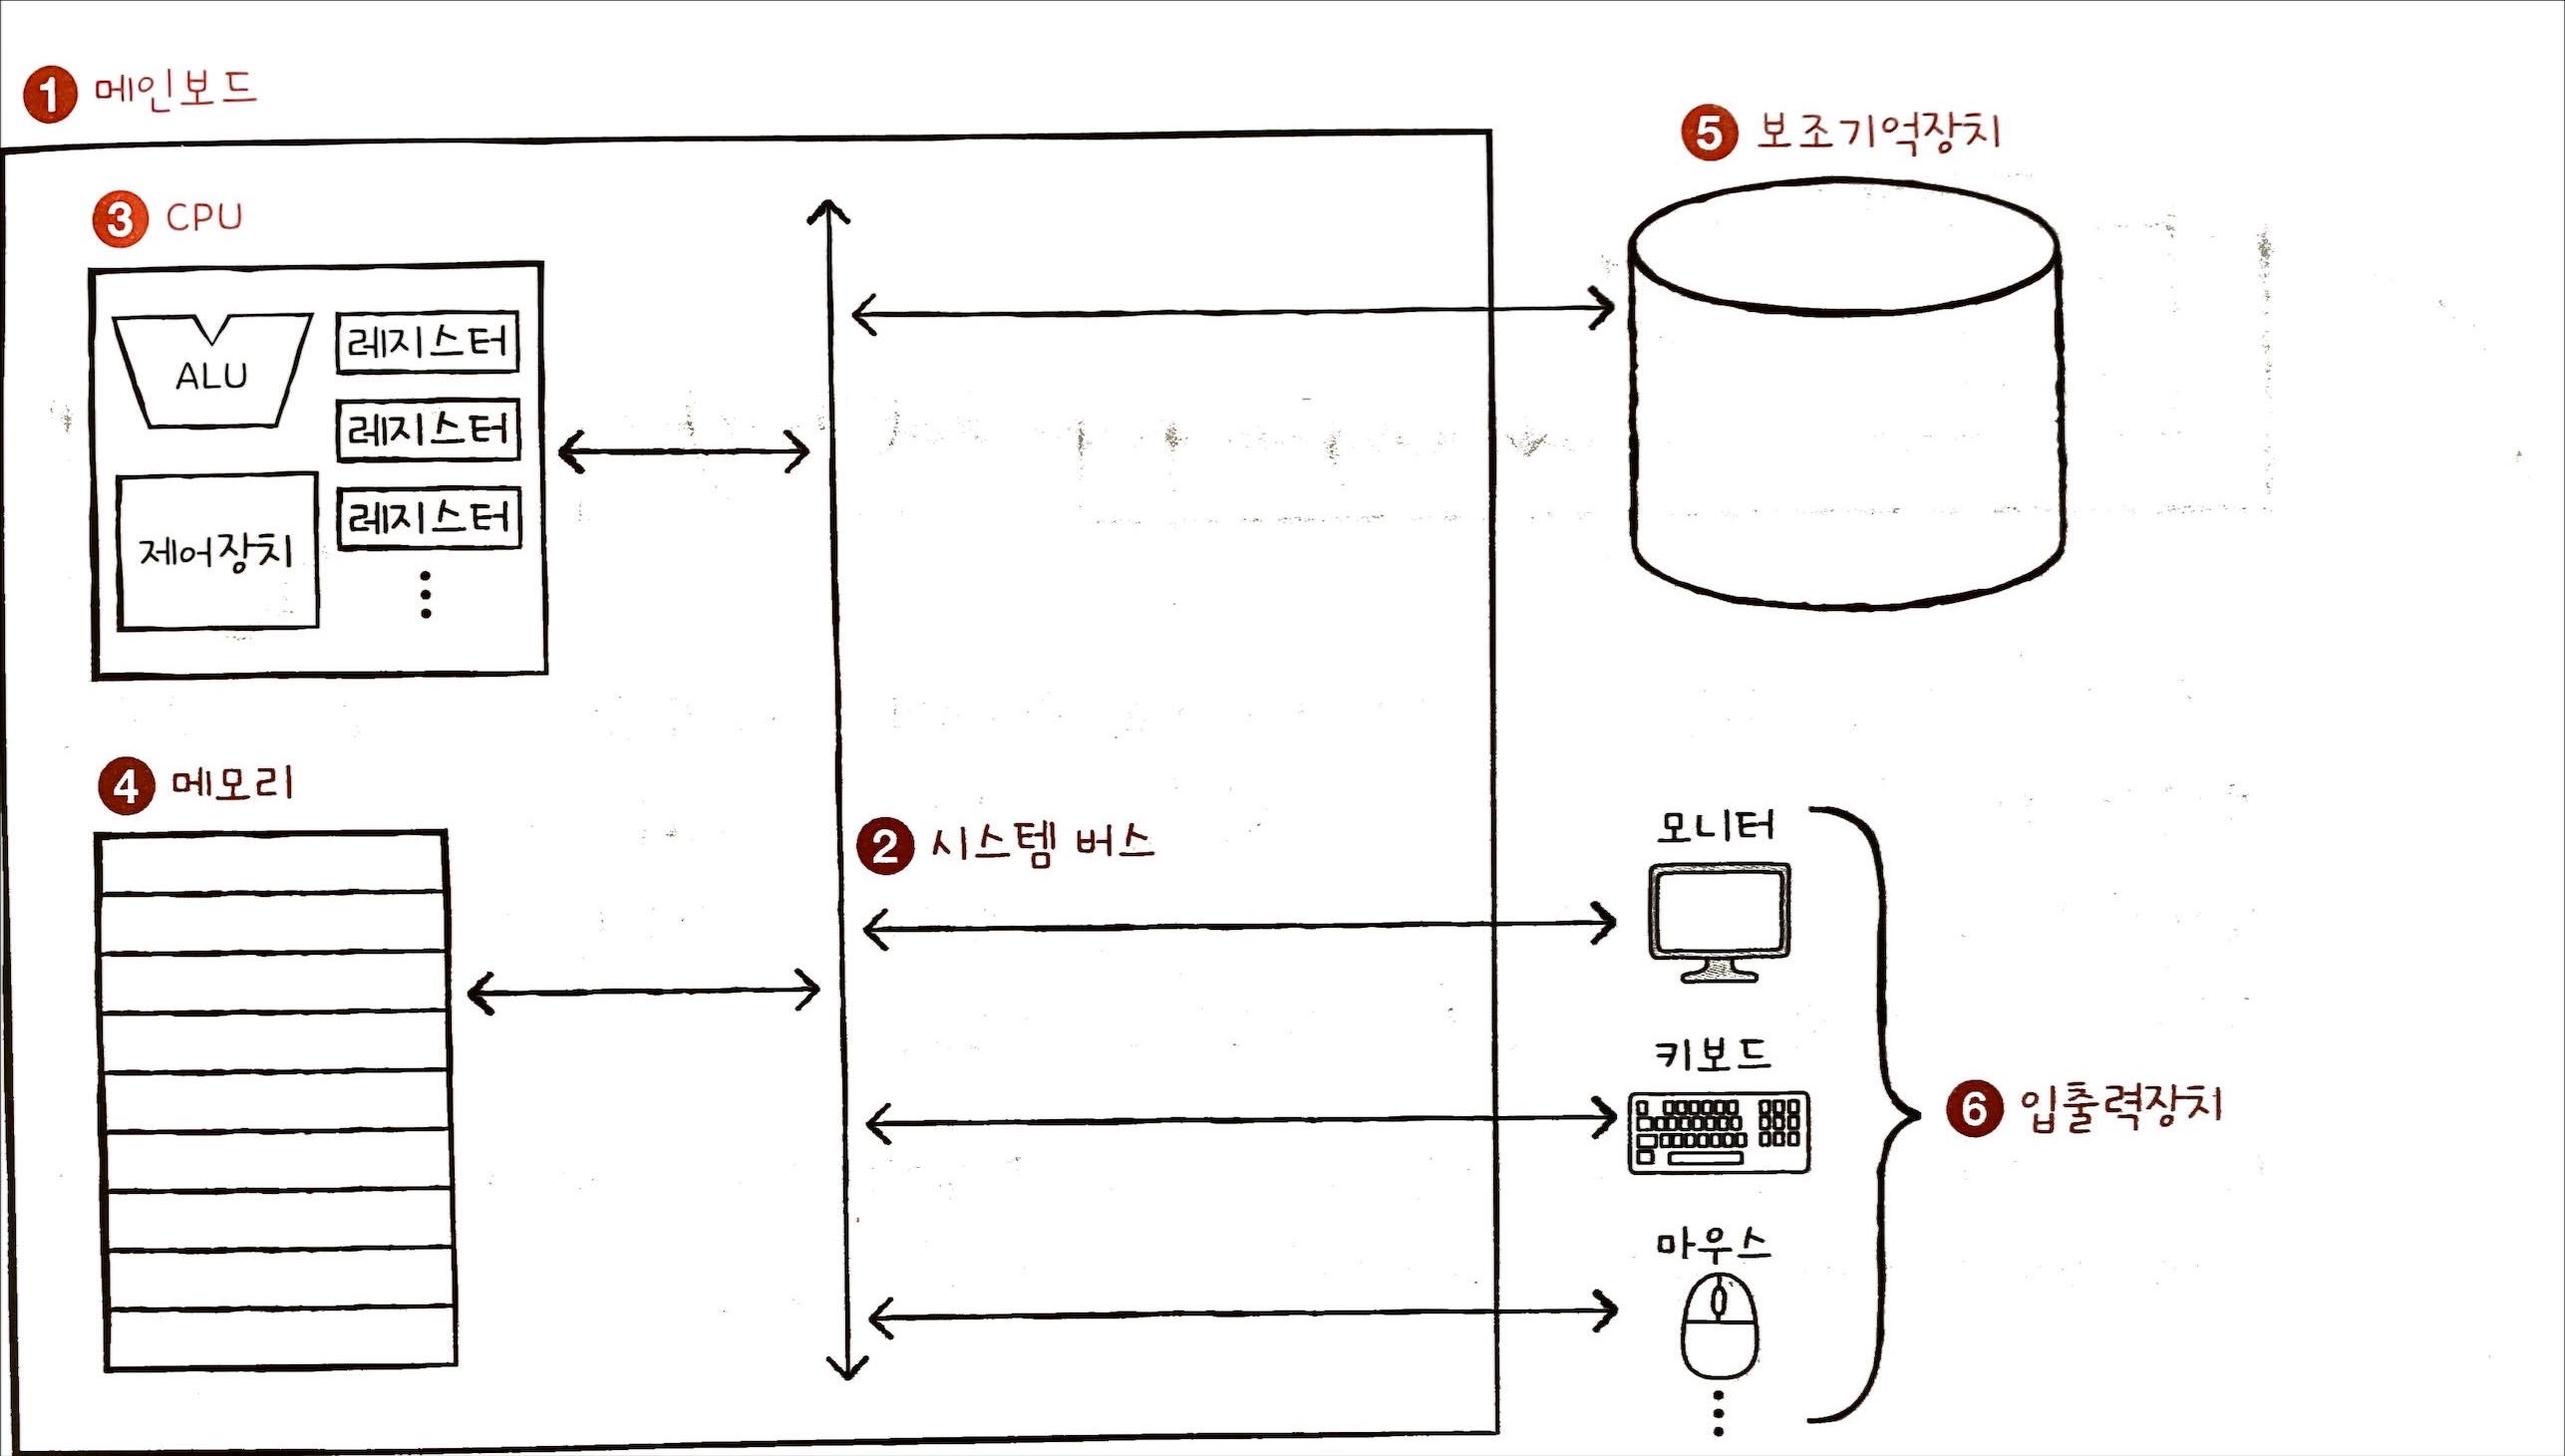 1 메인보드
5 보조기억장치
3 CPU
ALU
레지스터
레지스터
레지스터
제어장치
4 메모리
2 시스템 버스
모니터
키보드
마우스
6 입출력장치